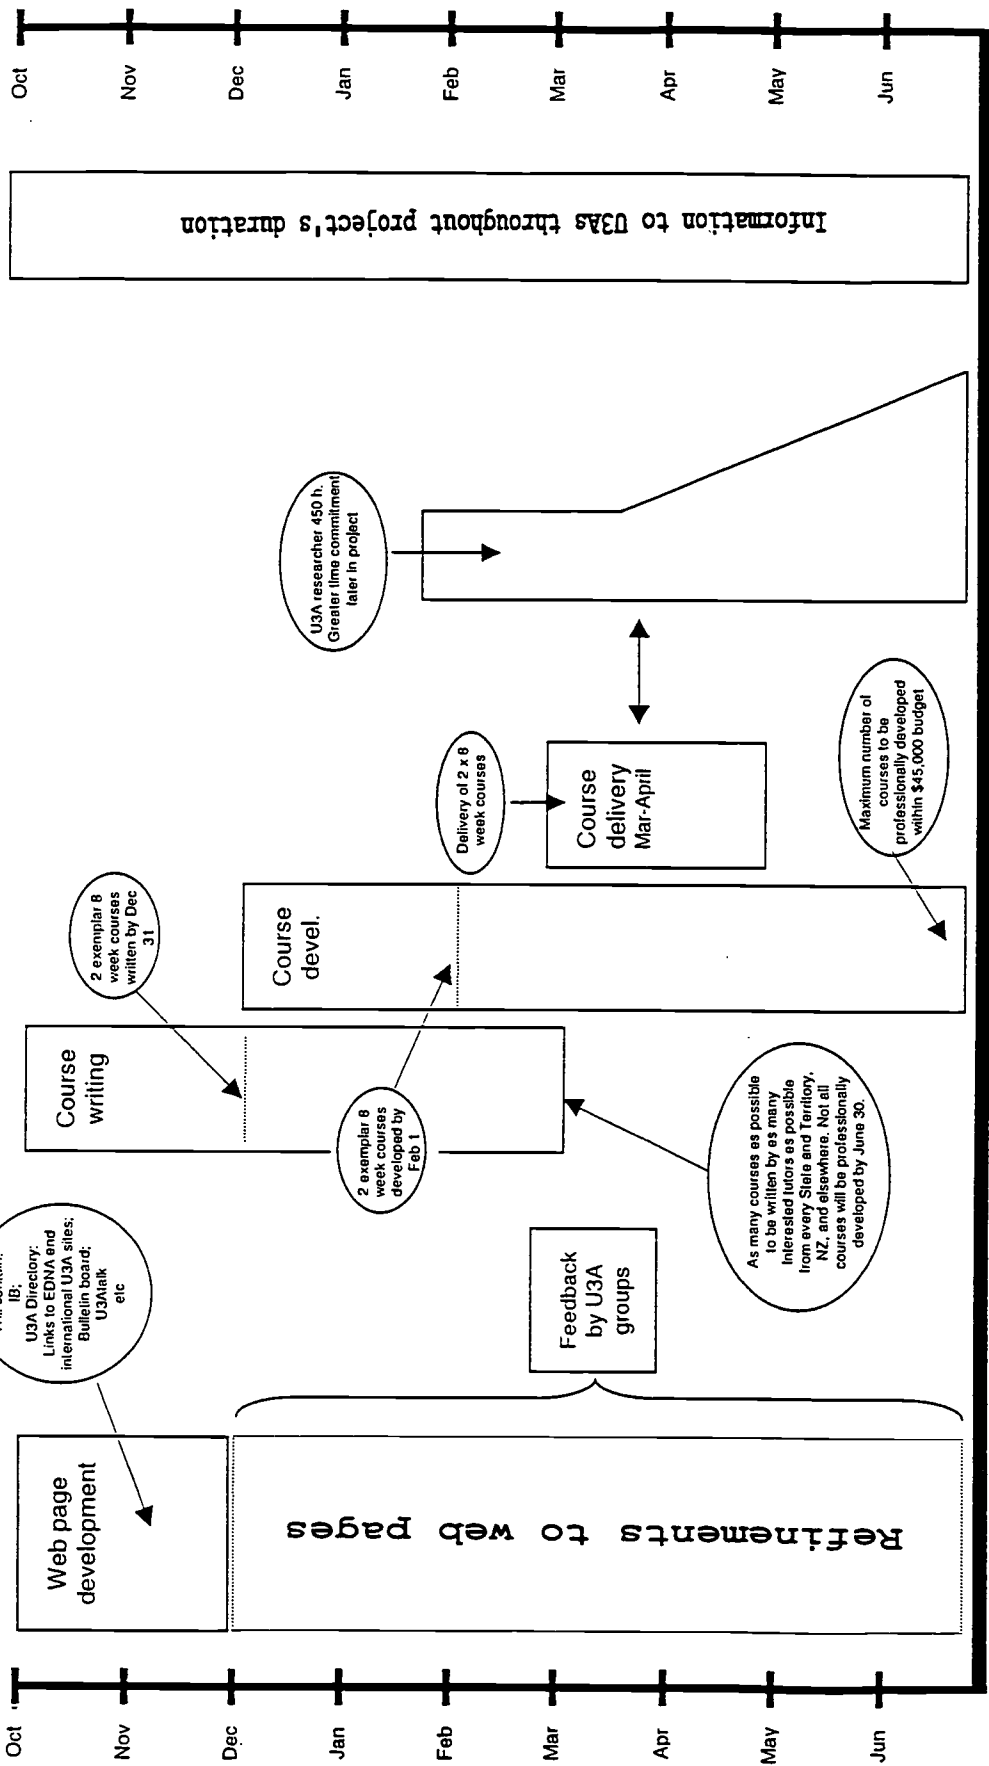 Oct
Nov
Dec
Jan
Feb
Mar
Apr
May
Jun
Web page
development
Refinements to web pages
IB;
U3A Directory:
Links to EDNA and
international U3A sites;
Bulletin board;
U3Atalk
etc
Feedback
by U3A
groups
Course
writing
2 exemplar 8
week courses
written by Dec
31
2 exemplar 8
week courses
developed by
Feb 1
As many courses as possible
to be written by as many
interested tutors as possible
from every State and Territory,
NZ, and elsewhere. Not all
courses will be professionally
developed by June 30.
Course
devel.
Delivery of 2 x 8
week courses
Course
delivery
Mar-April
Maximum number of
courses to be
professionally developed
within $45,000 budget
U3A researcher 450 h.
Greater time commitment
later in project
Information to U3As throughout project's duration
Oct
Nov
Dec
Jan
Feb
Mar
Apr
May
Jun